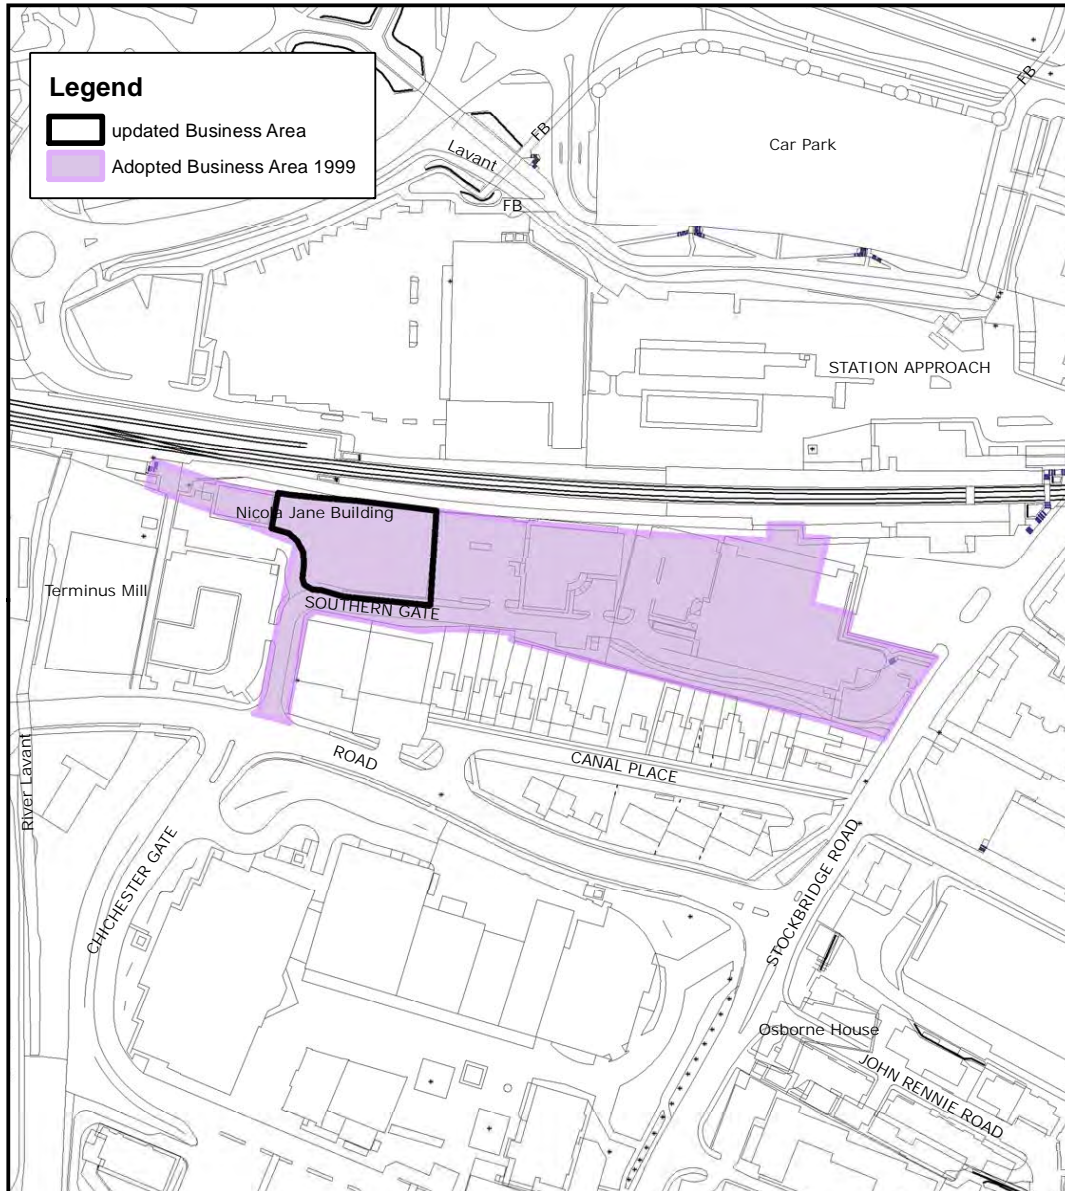 Legend
updated Business Area
Adopted Business Area 1999
FB
FB
Lavant
FB
Car Park
STATION APPROACH
Nicola Jane Building
Terminus Mill
SOUTHERN GATE
ROAD
CANAL PLACE
River Lavant
CHICHESTER GATE
STOCKBRIDGE ROAD
Osborne House
JOHN RENNIE ROAD